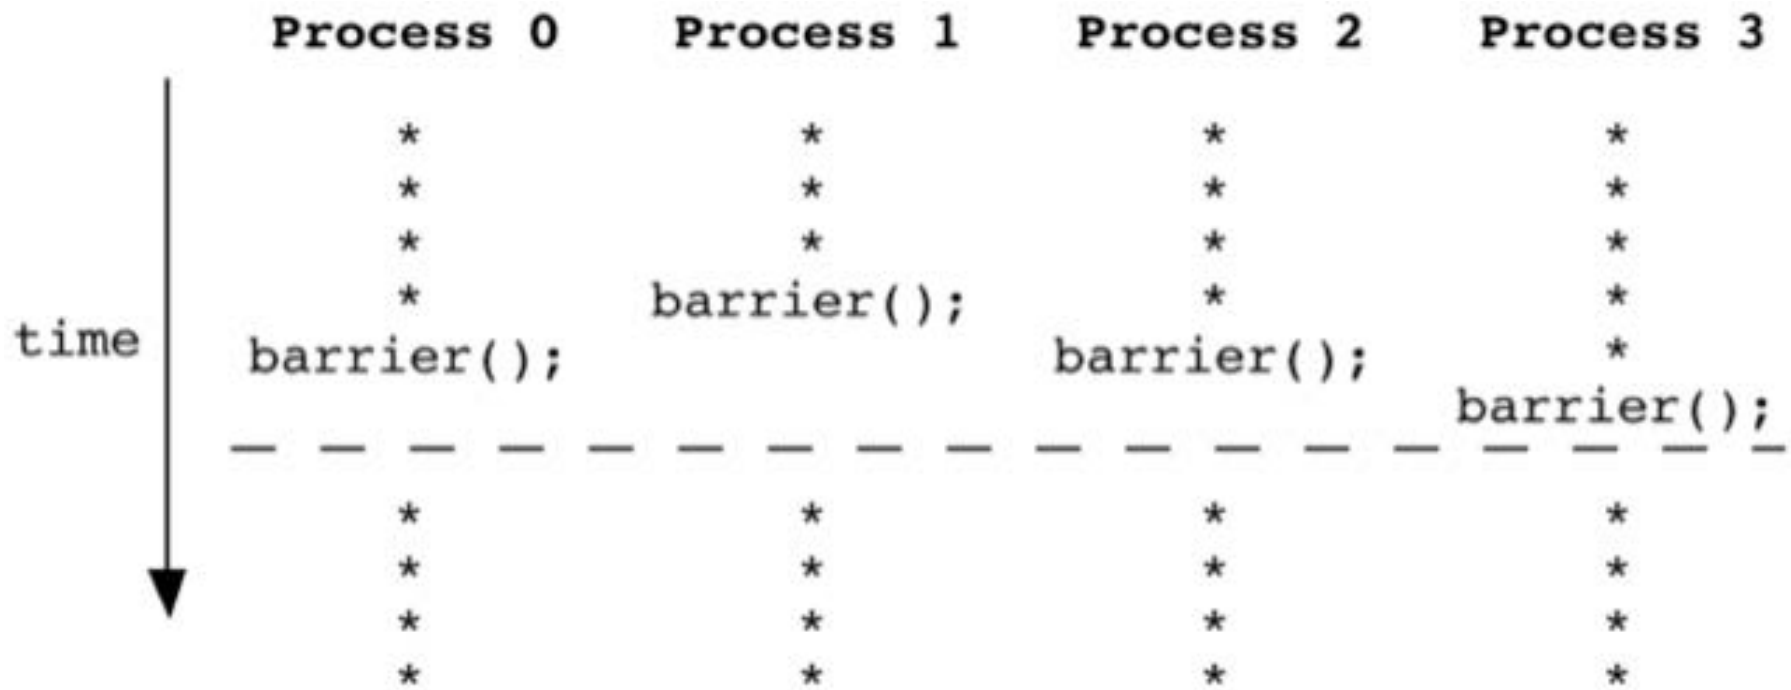 Process 0 Process 1 Process 2 Process 3
* * * *
* * * *
* * * *
* barrier(); * *
time barrier(); barrier(); *
barrier();
* * * *
* * * *
* * * *
* * * *